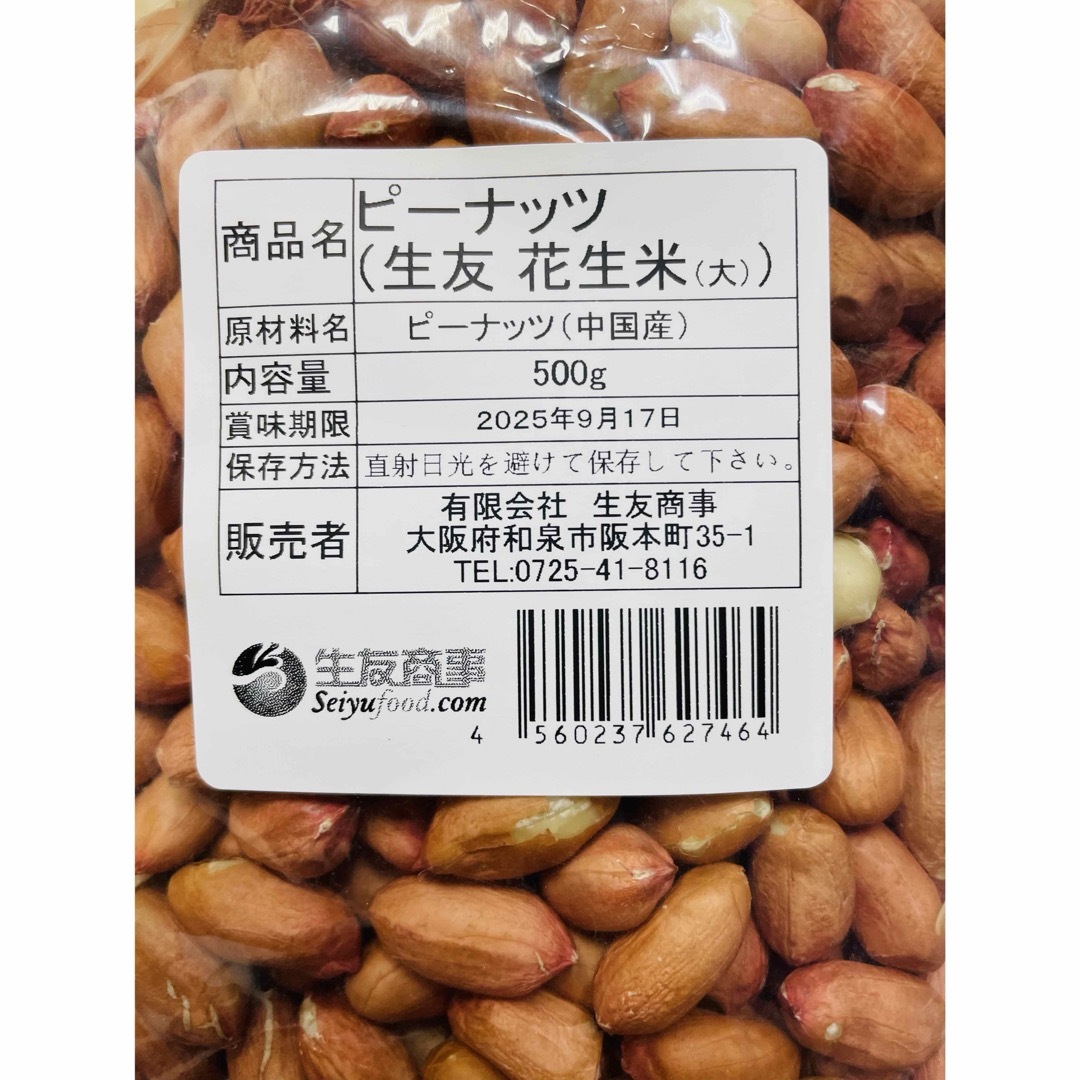 商品名 ピーナッツ
(生友 花生米(大))
原材料名 ピーナッツ(中国産)
内容量 500g
賞味期限 2025年9月17日
保存方法 直射日光を避けて保存して下さい。
販売者 有限会社 生友商事
大阪府和泉市阪本町35-1
TEL:0725-41-8116
生友商事
Seiyufood.com
4 560237 627464